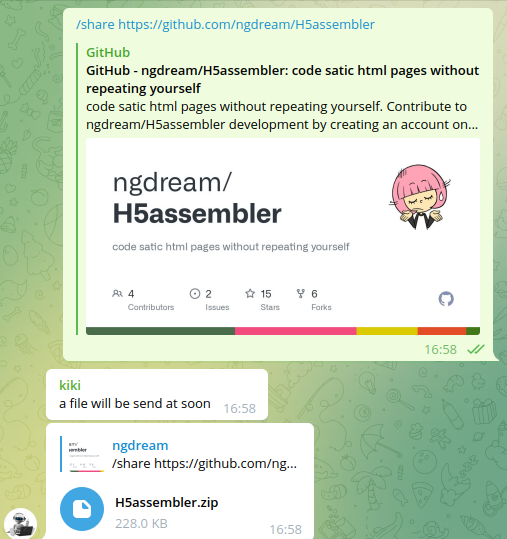 /share https://github.com/ngdream/H5assembler
GitHub
GitHub - ngdream/H5assembler: code satic html pages without
repeating yourself
code satic html pages without repeating yourself. Contribute to
ngdream/H5assembler development by creating an account on...
ngdream/
H5assembler
code satic html pages without repeating yourself
4
Contributors
2
Issues
15
Stars
6
Forks
16:58
kiki
a file will be send at soon 16:58
ngdream
/share https://github.com/ng...
H5assembler.zip
228.0 KB
16:58